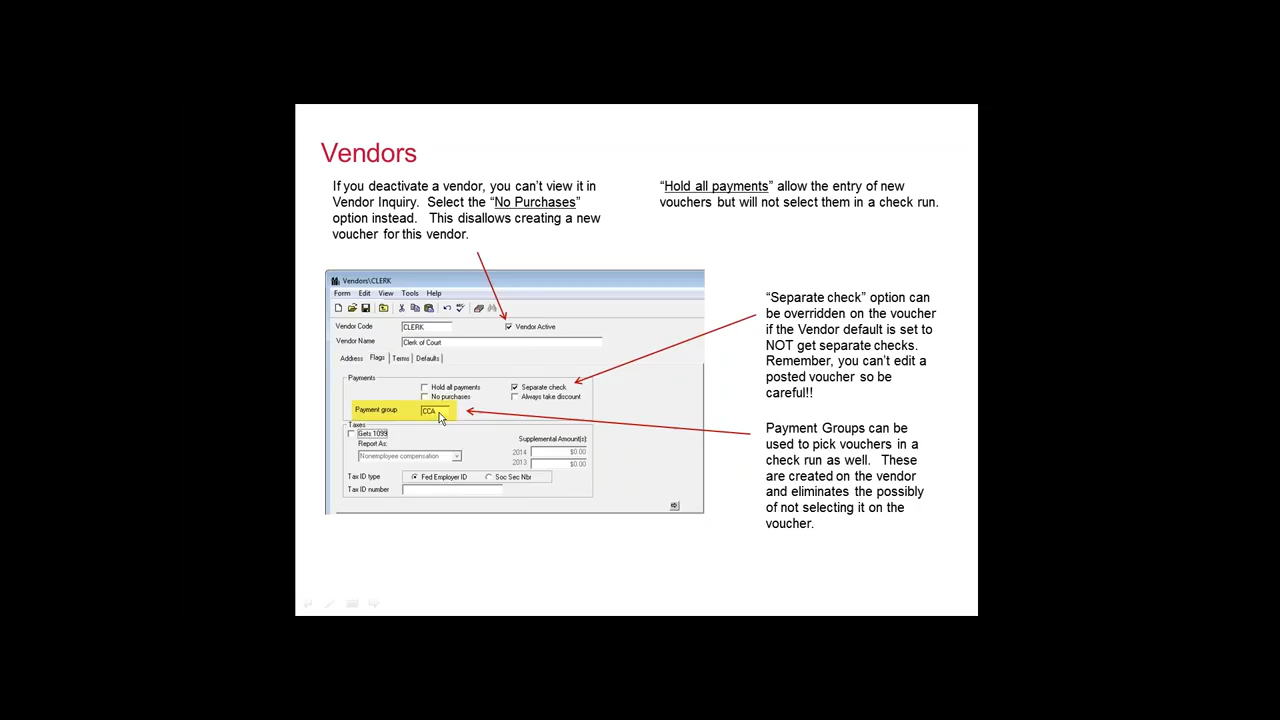 Vendors
If you deactivate a vendor, you can’t view it in
Vendor Inquiry.  Select the “No Purchases”
option instead.   This disallows creating a new
voucher for this vendor.
“Hold all payments” allow the entry of new
vouchers but will not select them in a check run.
Vendors\CLERK
Form Edit View Tools Help
Vendor Code CLERK Vendor Active
Vendor Name Clerk of Court
Address Flags Terms Defaults
Payments
Hold all payments Separate check
No purchases Always take discount
Payment group CCA
Taxes
Gets 1099
Report As: Supplemental Amount(s):
Nonemployee compensation 2014 $0.00
2013 $0.00
Tax ID type Fed Employer ID Soc Sec Nbr
Tax ID number
“Separate check” option can
be overridden on the voucher
if the Vendor default is set to
NOT get separate checks.
Remember, you can’t edit a
posted voucher so be
careful!!
Payment Groups can be
used to pick vouchers in a
check run as well.   These
are created on the vendor
and eliminates the possibly
of not selecting it on the
voucher.